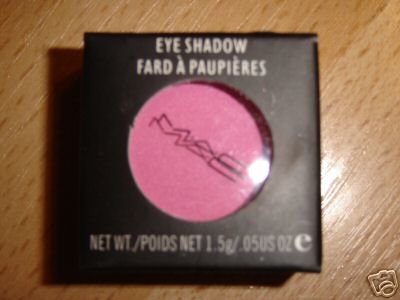 EYE SHADOW
FARD À PAUPIÈRES
MAC
NET WT./POIDS NET 1.5g/.05US OZ e